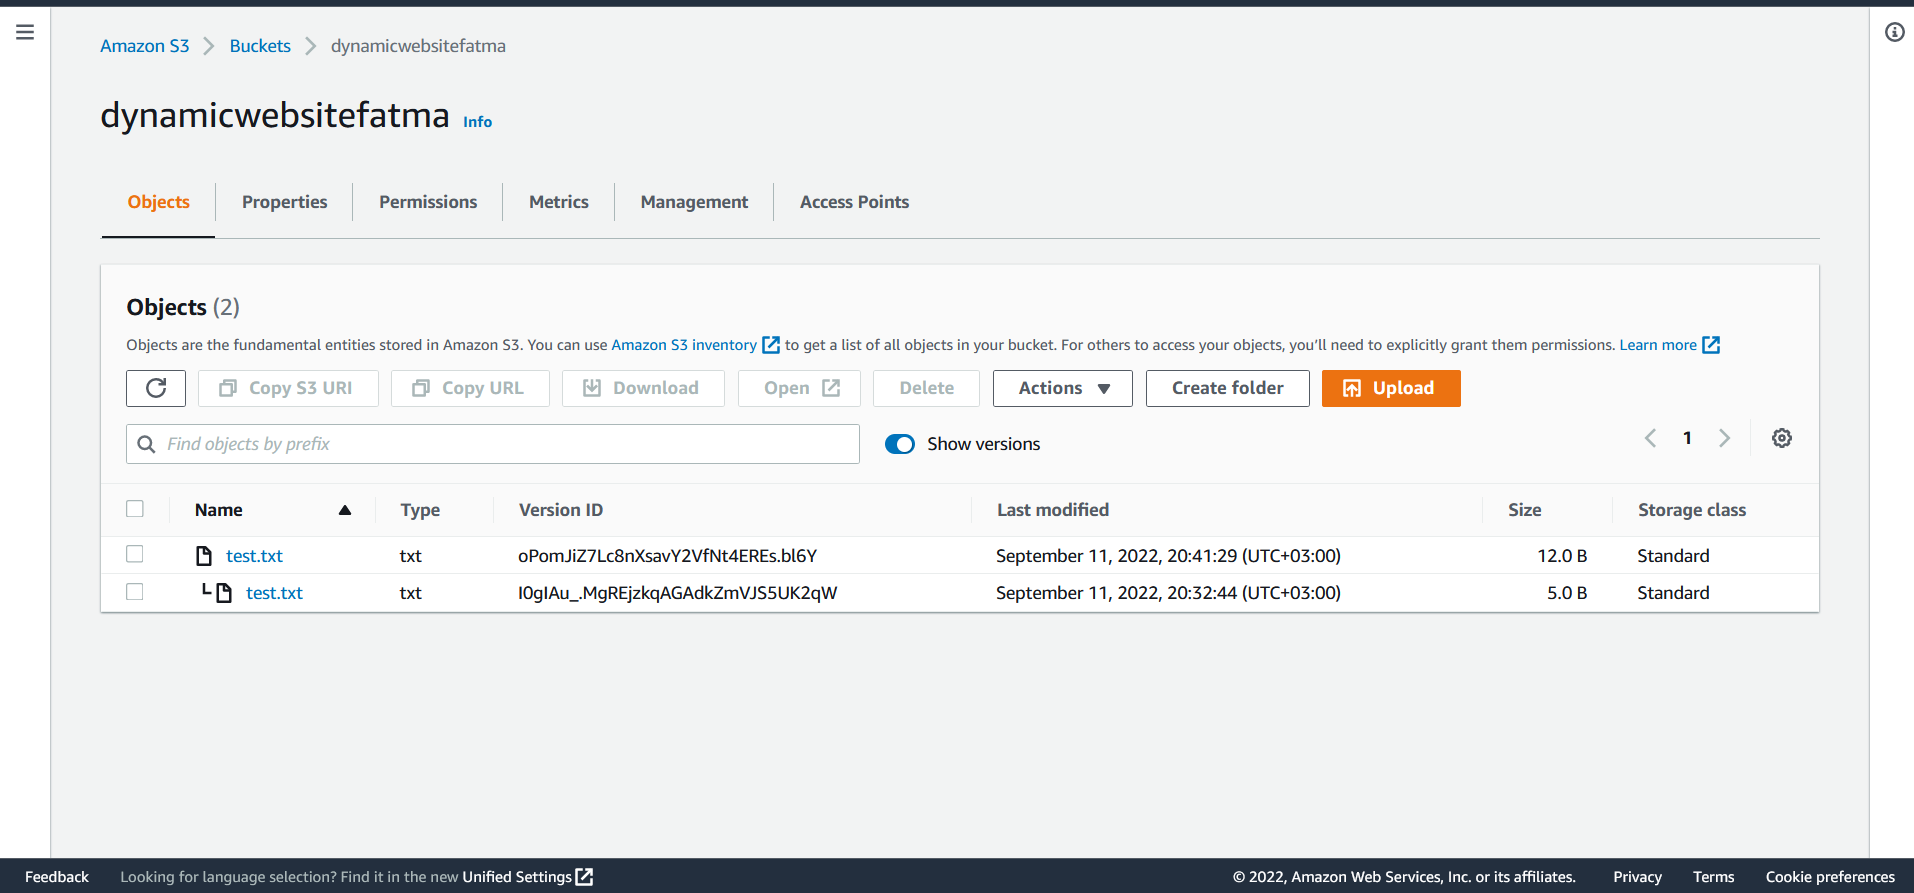 Amazon S3 > Buckets > dynamicwebsitefatma
dynamicwebsitefatma Info
Objects Properties Permissions Metrics Management Access Points
Objects (2)
Objects are the fundamental entities stored in Amazon S3. You can use Amazon S3 inventory to get a list of all objects in your bucket. For others to access your objects, you'll need to explicitly grant them permissions. Learn more
Copy S3 URI Copy URL Download Open Delete Actions Create folder Upload
Find objects by prefix Show versions 1
Name Type Version ID Last modified Size Storage class
test.txt txt oPomJiZ7Lc8nXsavY2VfNt4EREs.bl6Y September 11, 2022, 20:41:29 (UTC+03:00) 12.0 B Standard
test.txt txt I0gIAu_.MgREjzkqAGAdkZmVJS5UK2qW September 11, 2022, 20:32:44 (UTC+03:00) 5.0 B Standard
Feedback Looking for language selection? Find it in the new Unified Settings © 2022, Amazon Web Services, Inc. or its affiliates. Privacy Terms Cookie preferences